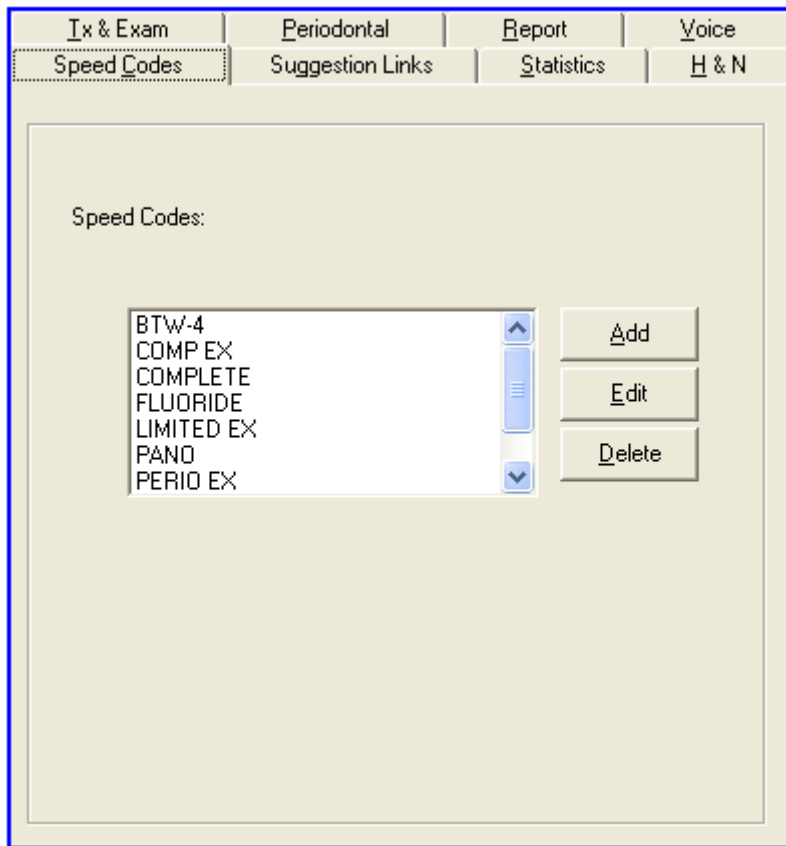 Tx & Exam Periodontal Report Voice
Speed Codes Suggestion Links Statistics H & N
Speed Codes:
BTW-4
COMP EX
COMPLETE
FLUORIDE
LIMITED EX
PANO
PERIO EX
Add
Edit
Delete